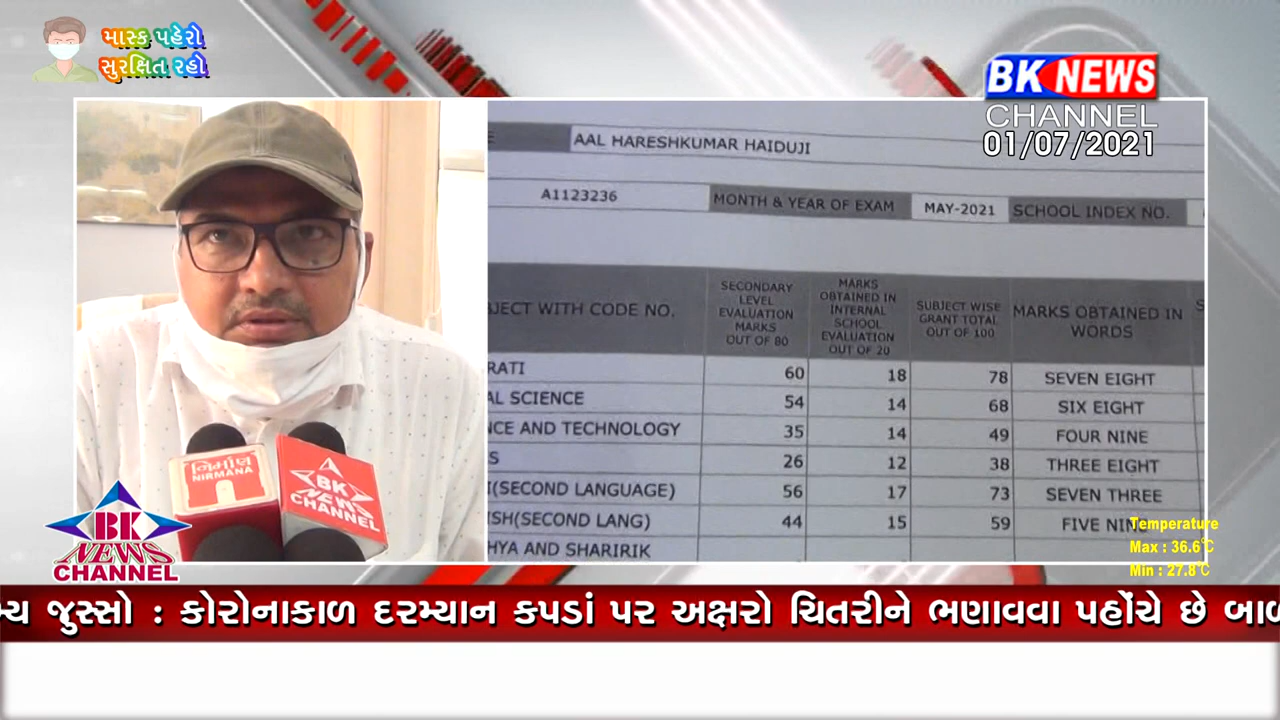 માસ્ક પહેરો
સુરક્ષિત રહો
BK NEWS
CHANNEL
01/07/2021
AAL HARESHKUMAR HAIDUJI
A1123236
MONTH & YEAR OF EXAM
MAY-2021
SCHOOL INDEX NO.
JECT WITH CODE NO.
SECONDARY
LEVEL
EVALUATION
MARKS
OUT OF 80
MARKS
OBTAINED IN
INTERNAL
SCHOOL
EVALUATION
OUT OF 20
SUBJECT WISE
GRANT TOTAL
OUT OF 100
MARKS OBTAINED IN
WORDS
RATI 60 18 78 SEVEN EIGHT
AL SCIENCE 54 14 68 SIX EIGHT
NCE AND TECHNOLOGY 35 14 49 FOUR NINE
S 26 12 38 THREE EIGHT
I(SECOND LANGUAGE) 56 17 73 SEVEN THREE
ISH(SECOND LANG) 44 15 59 FIVE NIN
HYA AND SHARIRIK
નિર્માણ
NIRMANA
BK
NEWS
CHANNEL
BK
NEWS
CHANNEL
Temperature
Max : 36.6℃
Min : 27.8℃
મ્ય જુસ્સો : કોરોનાકાળ દરમ્યાન કપડાં પર અક્ષરો ચિતરીને ભણાવવા પહોંચે છે બાળ